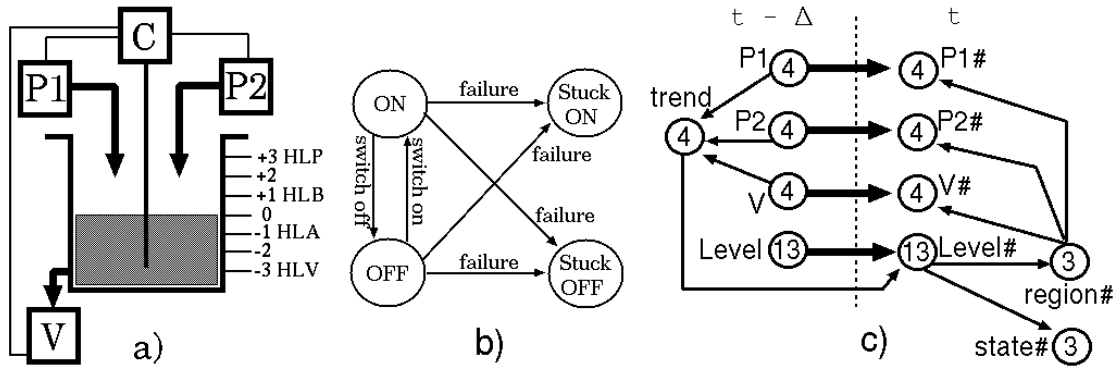 C
P1
P2
+3 HLP
+2
+1 HLB
0
-1 HLA
-2
-3 HLV
V
a)
ON
failure
Stuck
ON
switch off
switch on
failure
failure
OFF
failure
Stuck
OFF
b)
t - Δ
t
P1
4
4
P1#
trend
4
P2
4
4
P2#
V
4
4
V#
Level
13
13
Level#
3
region#
state#
3
c)